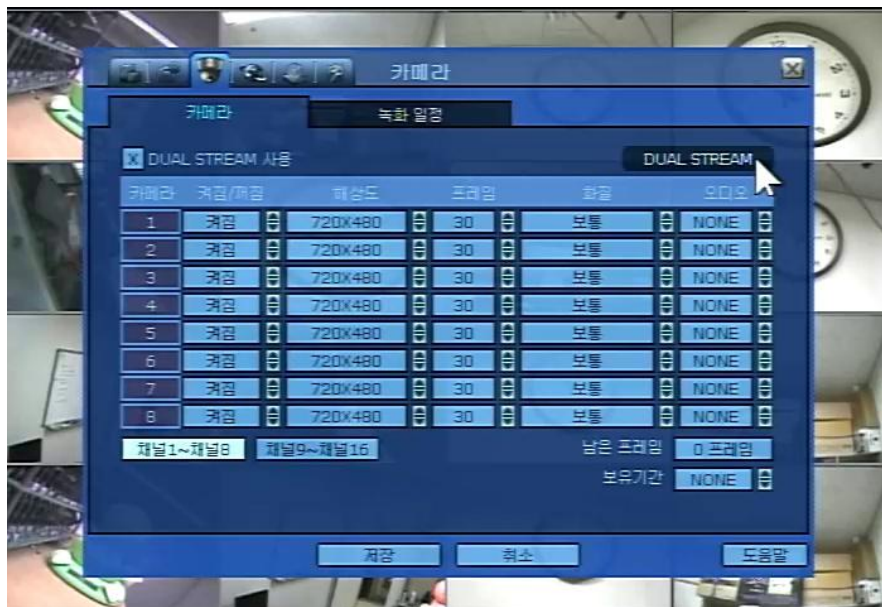 카메라
카메라 녹화 일정
X DUAL STREAM 사용 DUAL STREAM
카메라 켜짐/꺼짐 해상도 프레임 화질 오디오
1 켜짐 720X480 30 보통 NONE
2 켜짐 720X480 30 보통 NONE
3 켜짐 720X480 30 보통 NONE
4 켜짐 720X480 30 보통 NONE
5 켜짐 720X480 30 보통 NONE
6 켜짐 720X480 30 보통 NONE
7 켜짐 720X480 30 보통 NONE
8 켜짐 720X480 30 보통 NONE
채널1~채널8 채널9~채널16 남은 프레임 0 프레임
보유기간 NONE
저장 취소 도움말